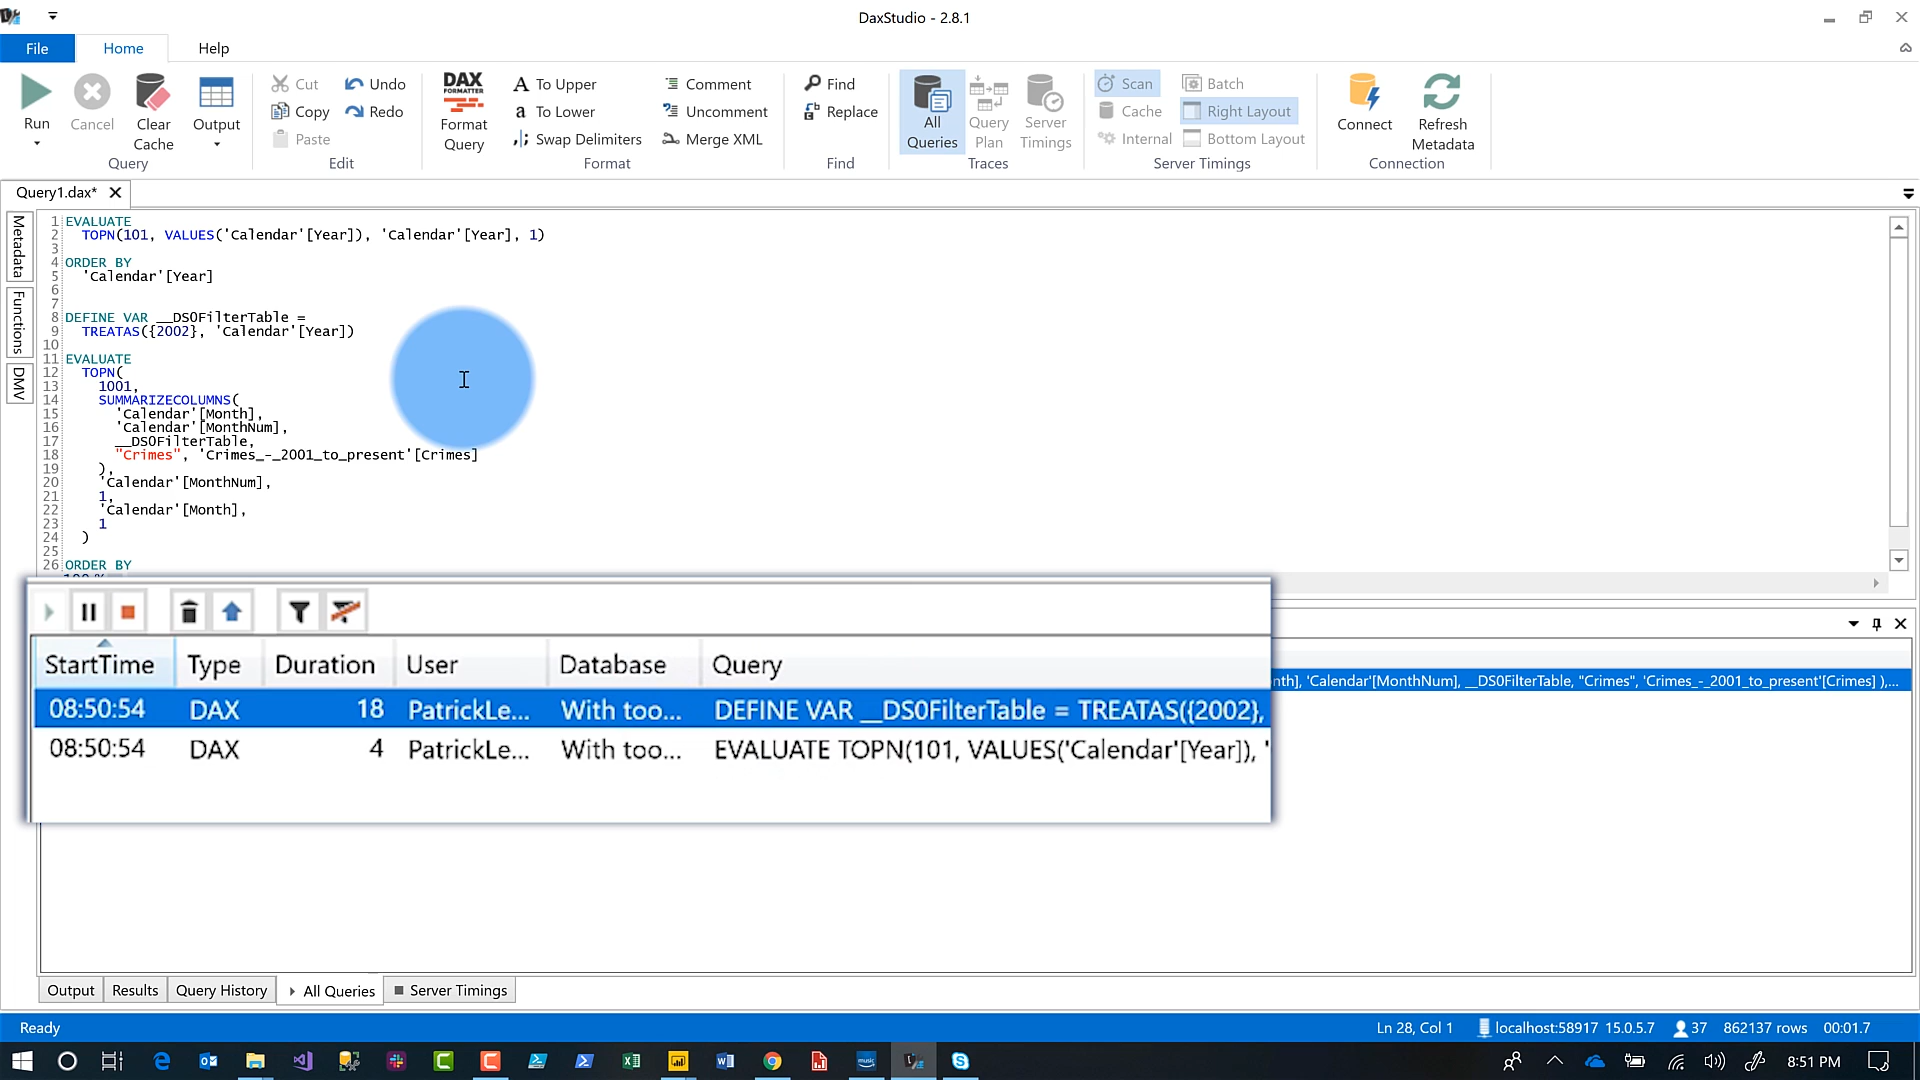 DaxStudio - 2.8.1
File
Home
Help
Run
Cancel
Clear
Cache
Output
Query
Cut
Copy
Paste
Undo
Redo
Edit
DAX
FORMATTER
Format
Query
To Upper
To Lower
Swap Delimiters
Comment
Uncomment
Merge XML
Format
Find
Replace
Find
All
Queries
Query
Plan
Server
Timings
Traces
Scan
Cache
Internal
Batch
Right Layout
Bottom Layout
Server Timings
Connect
Refresh
Metadata
Connection
Query1.dax*
Metadata
Functions
DMV
1 EVALUATE
2 TOPN(101, VALUES('Calendar'[Year]), 'Calendar'[Year], 1)
3
4 ORDER BY
5 'Calendar'[Year]
6
7
8 DEFINE VAR __DS0FilterTable =
9 TREATAS({2002}, 'Calendar'[Year])
10
11 EVALUATE
12 TOPN(
13 1001,
14 SUMMARIZECOLUMNS(
15 'Calendar'[Month],
16 'Calendar'[MonthNum],
17 __DS0FilterTable,
18 "Crimes", 'Crimes_-_2001_to_present'[Crimes]
19 ),
20 'Calendar'[MonthNum],
21 1,
22 'Calendar'[Month],
23 1
24 )
25
26 ORDER BY
StartTime Type Duration User Database Query
08:50:54 DAX 18 PatrickLe... With too... DEFINE VAR __DS0FilterTable = TREATAS({2002},
08:50:54 DAX 4 PatrickLe... With too... EVALUATE TOPN(101, VALUES('Calendar'[Year]), '
nth], 'Calendar'[MonthNum], __DS0FilterTable, "Crimes", 'Crimes_-_2001_to_present'[Crimes] ),...
Output
Results
Query History
All Queries
Server Timings
Ready
Ln 28, Col 1
localhost:58917 15.0.5.7
37
862137 rows
00:01.7
8:51 PM